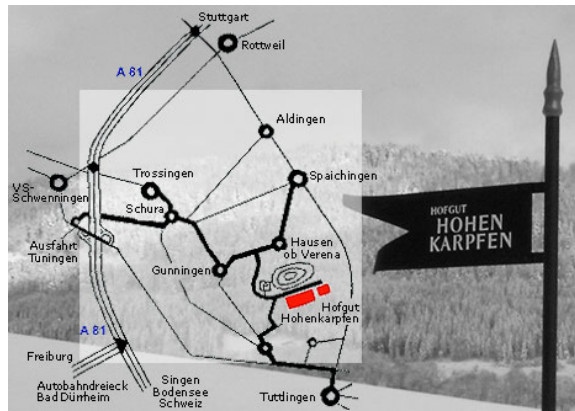 Stuttgart
Rottweil
A 81
Aldingen
Trossingen
Spaichingen
VS-
Schwenningen
Schura
Ausfahrt
Tuningen
Hausen
ob Verena
Gunningen
Hofgut
Hohenkarpfen
HOFGUT
HOHEN
KARPFEN
A 81
Freiburg
Autobahndreieck
Bad Dürrheim
Singen
Bodensee
Schweiz
Tuttlingen